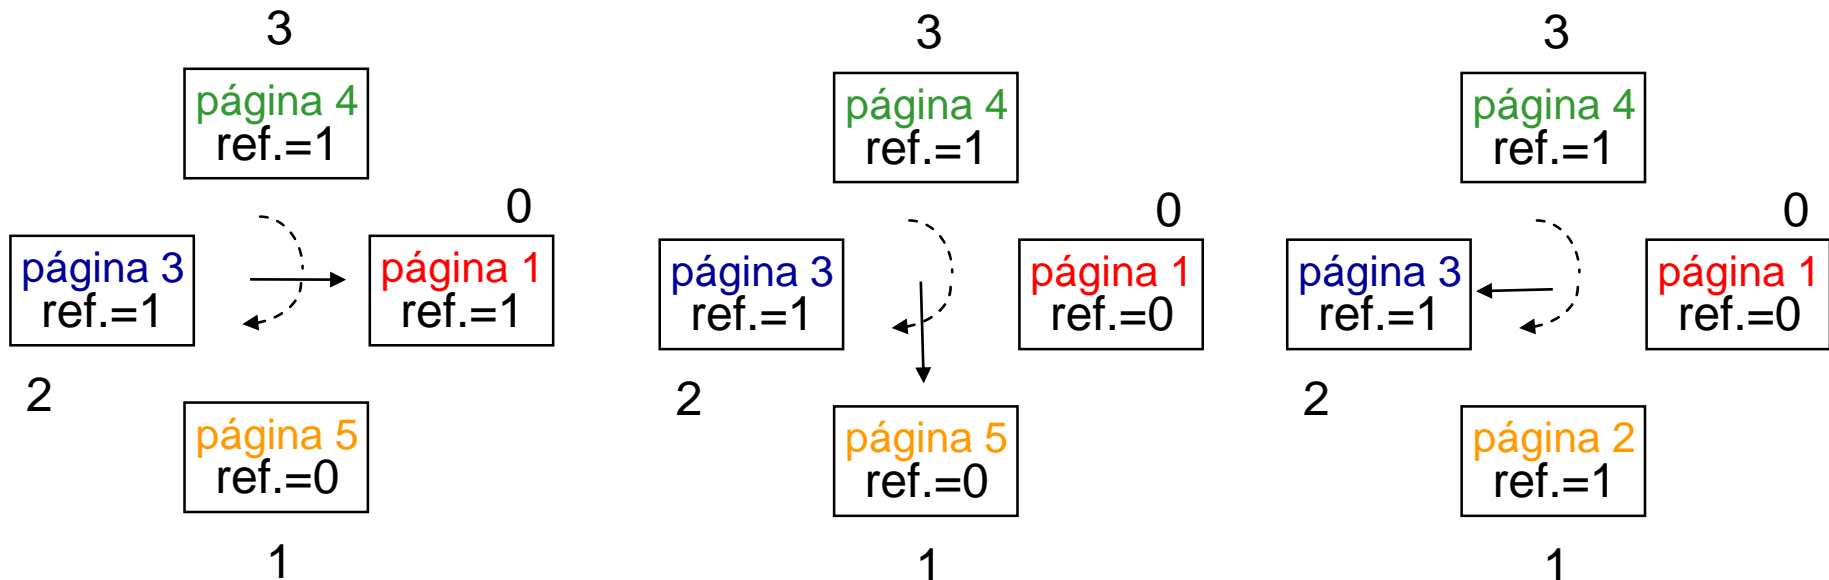 3
página 4
ref.=1
0
página 3
ref.=1
página 1
ref.=1
2
página 5
ref.=0
1
3
página 4
ref.=1
0
página 3
ref.=1
página 1
ref.=0
2
página 5
ref.=0
1
3
página 4
ref.=1
0
página 3
ref.=1
página 1
ref.=0
2
página 2
ref.=1
1